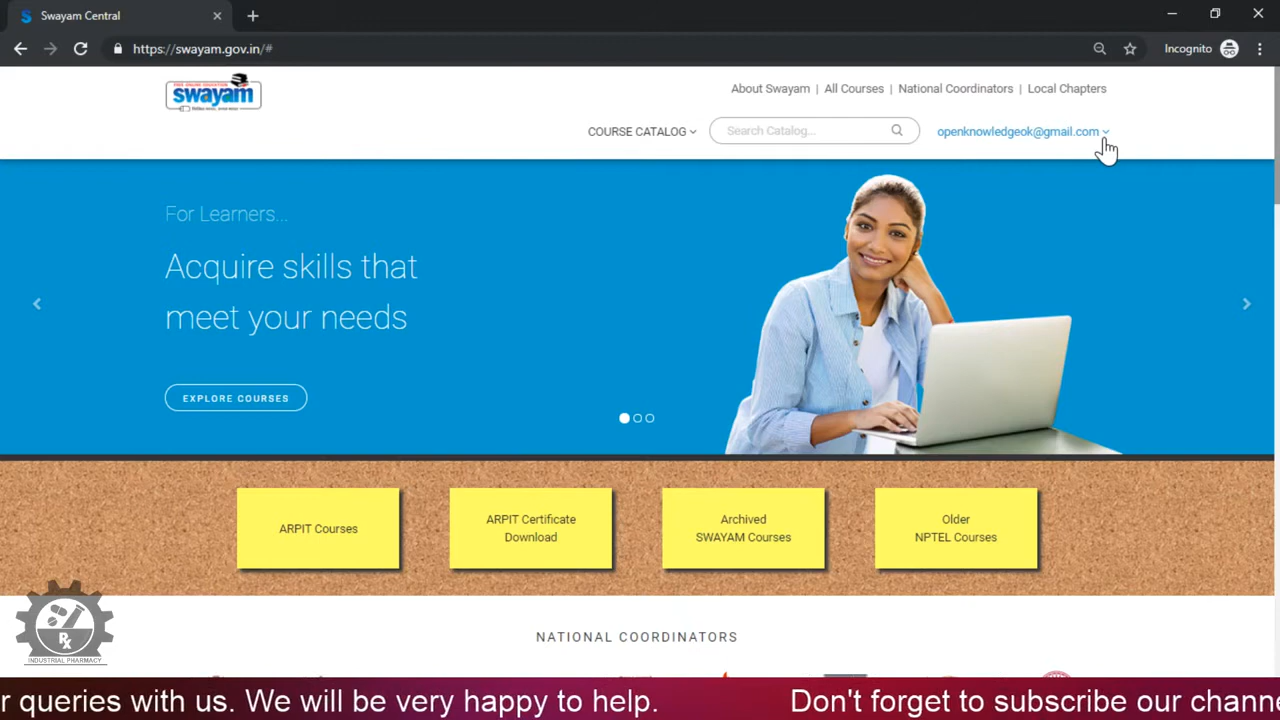 Swayam Central
https://swayam.gov.in/#
Incognito
swayam
About Swayam | All Courses | National Coordinators | Local Chapters
COURSE CATALOG
Search Catalog...
openknowledgeok@gmail.com
For Learners...
Acquire skills that
meet your needs
EXPLORE COURSES
ARPIT Courses
ARPIT Certificate
Download
Archived
SWAYAM Courses
Older
NPTEL Courses
NATIONAL COORDINATORS
Rx
INDUSTRIAL PHARMACY
r queries with us. We will be very happy to help.
Don't forget to subscribe our channe